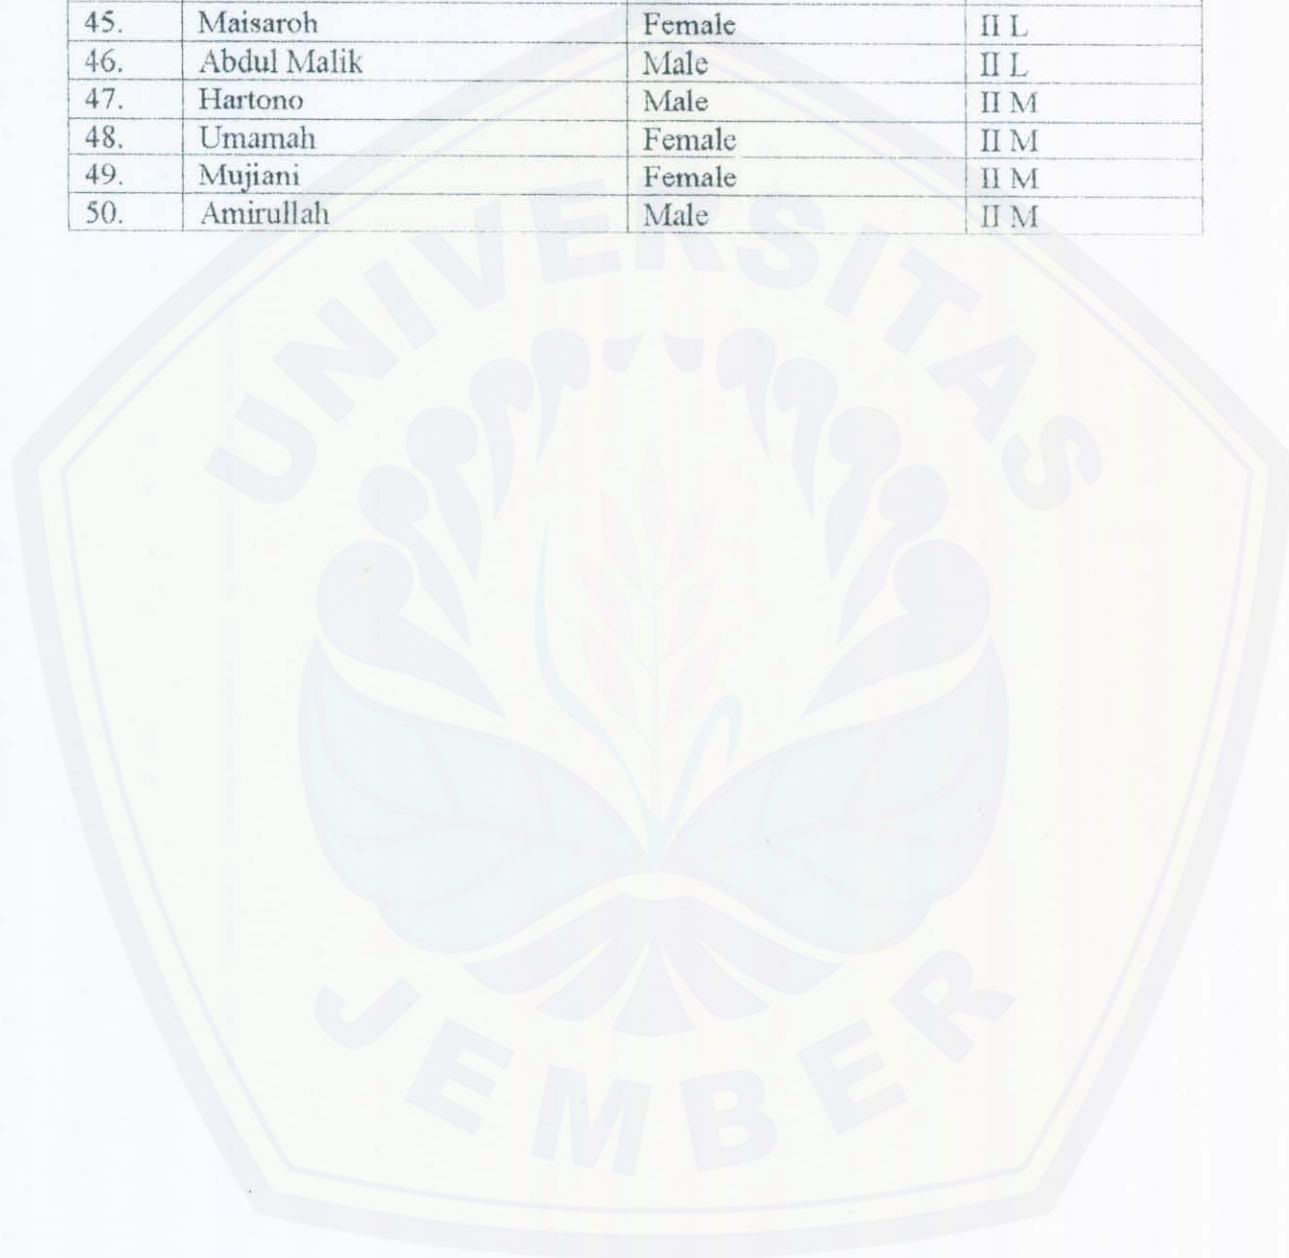 45. Maisaroh Female II L
46. Abdul Malik Male II L
47. Hartono Male II M
48. Umamah Female II M
49. Mujiani Female II M
50. Amirullah Male II M
UNIVERSITAS
JEMBER